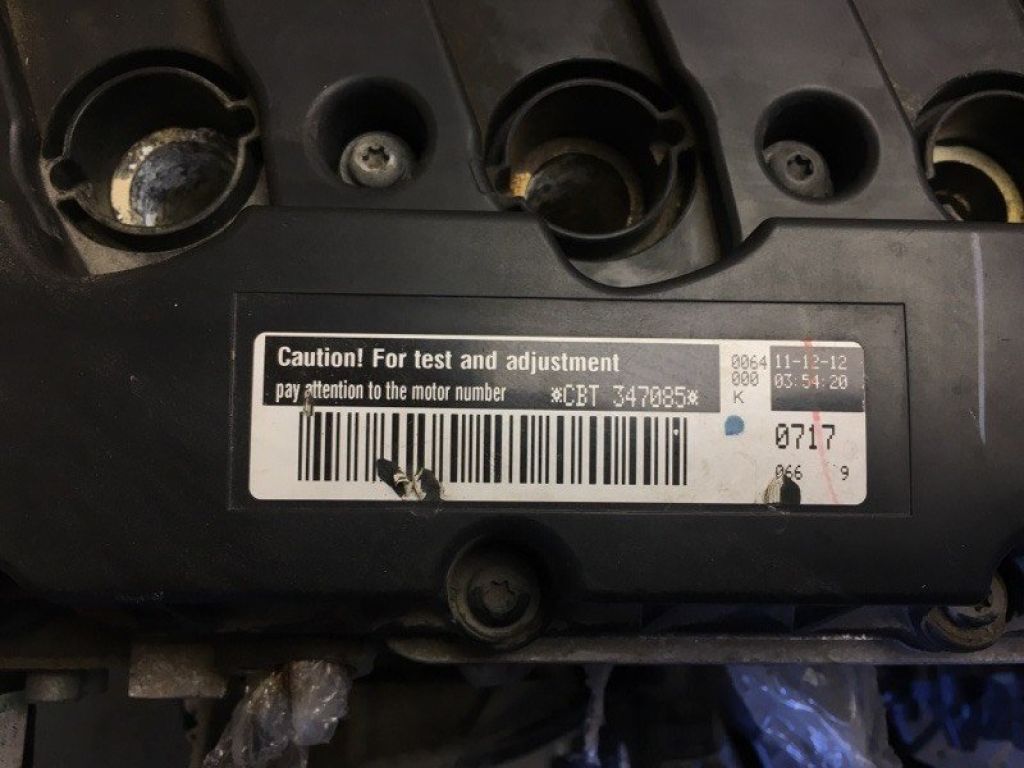 Caution! For test and adjustment
pay attention to the motor number *CBT 347085*
0064
000
K
11-12-12
03:54:20
0717
066 9